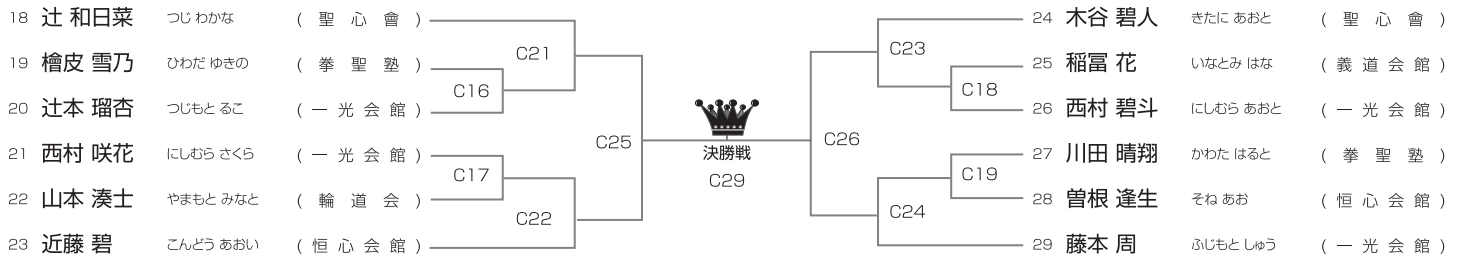 18 辻 和日菜 つじ わかな (聖心會)
19 檜皮 雪乃 ひわだ ゆきの (拳聖塾)
20 辻本 瑠杏 つじもと るこ (一光会館)
21 西村 咲花 にしむら さくら (一光会館)
22 山本 湊士 やまもと みなと (輪道会)
23 近藤 碧 こんどう あおい (恒心会館)
C21
C16
C25
C17
C22
決勝戦
C29
C23
C18
C26
C19
C24
24 木谷 碧人 きたに あおと (聖心會)
25 稲冨 花 いなとみ はな (義道会館)
26 西村 碧斗 にしむら あおと (一光会館)
27 川田 晴翔 かわた はると (拳聖塾)
28 曽根 逢生 そね あお (恒心会館)
29 藤本 周 ふじもと しゅう (一光会館)